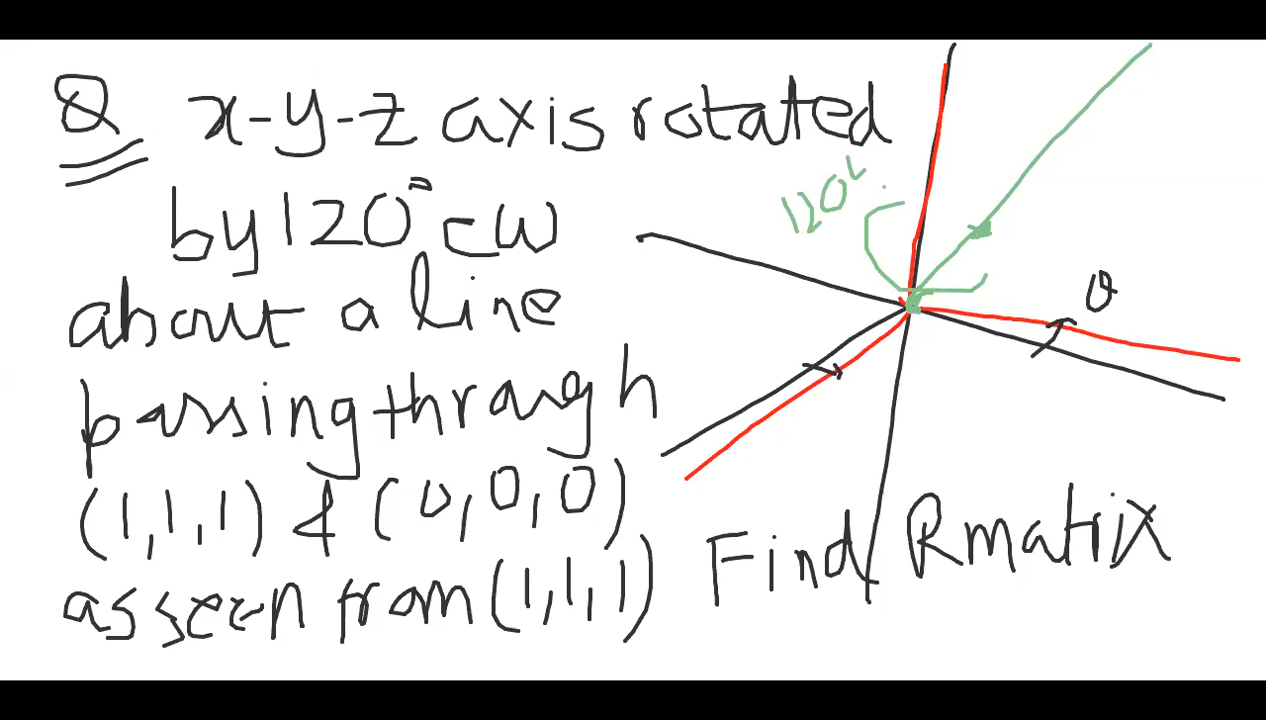 Q x-y-z axis rotated
by 120° cw
about a line
passing through
(1,1,1) & (0,0,0)
as seen from (1,1,1)
120°
θ
Find R matrix